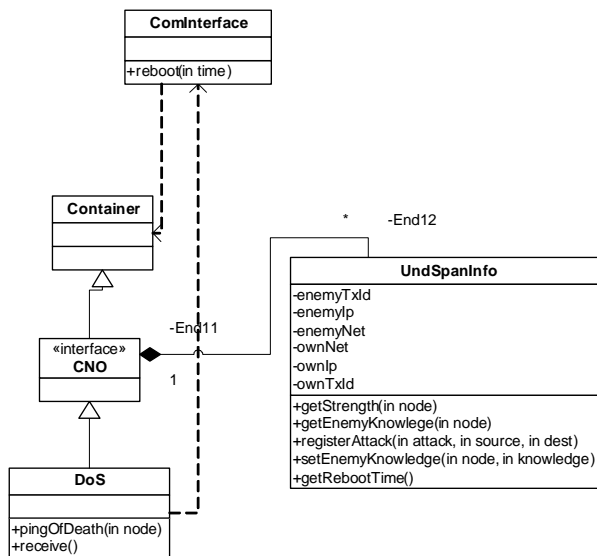 ComInterface
+reboot(in time)
Container
* -End12
UndSpanInfo
-enemyTxId
-enemyIp
-enemyNet
-ownNet
-ownIp
-ownTxId
+getStrength(in node)
+getEnemyKnowlege(in node)
+registerAttack(in attack, in source, in dest)
+setEnemyKnowledge(in node, in knowledge)
+getRebootTime()
-End11
«interface»
CNO
1
DoS
+pingOfDeath(in node)
+receive()